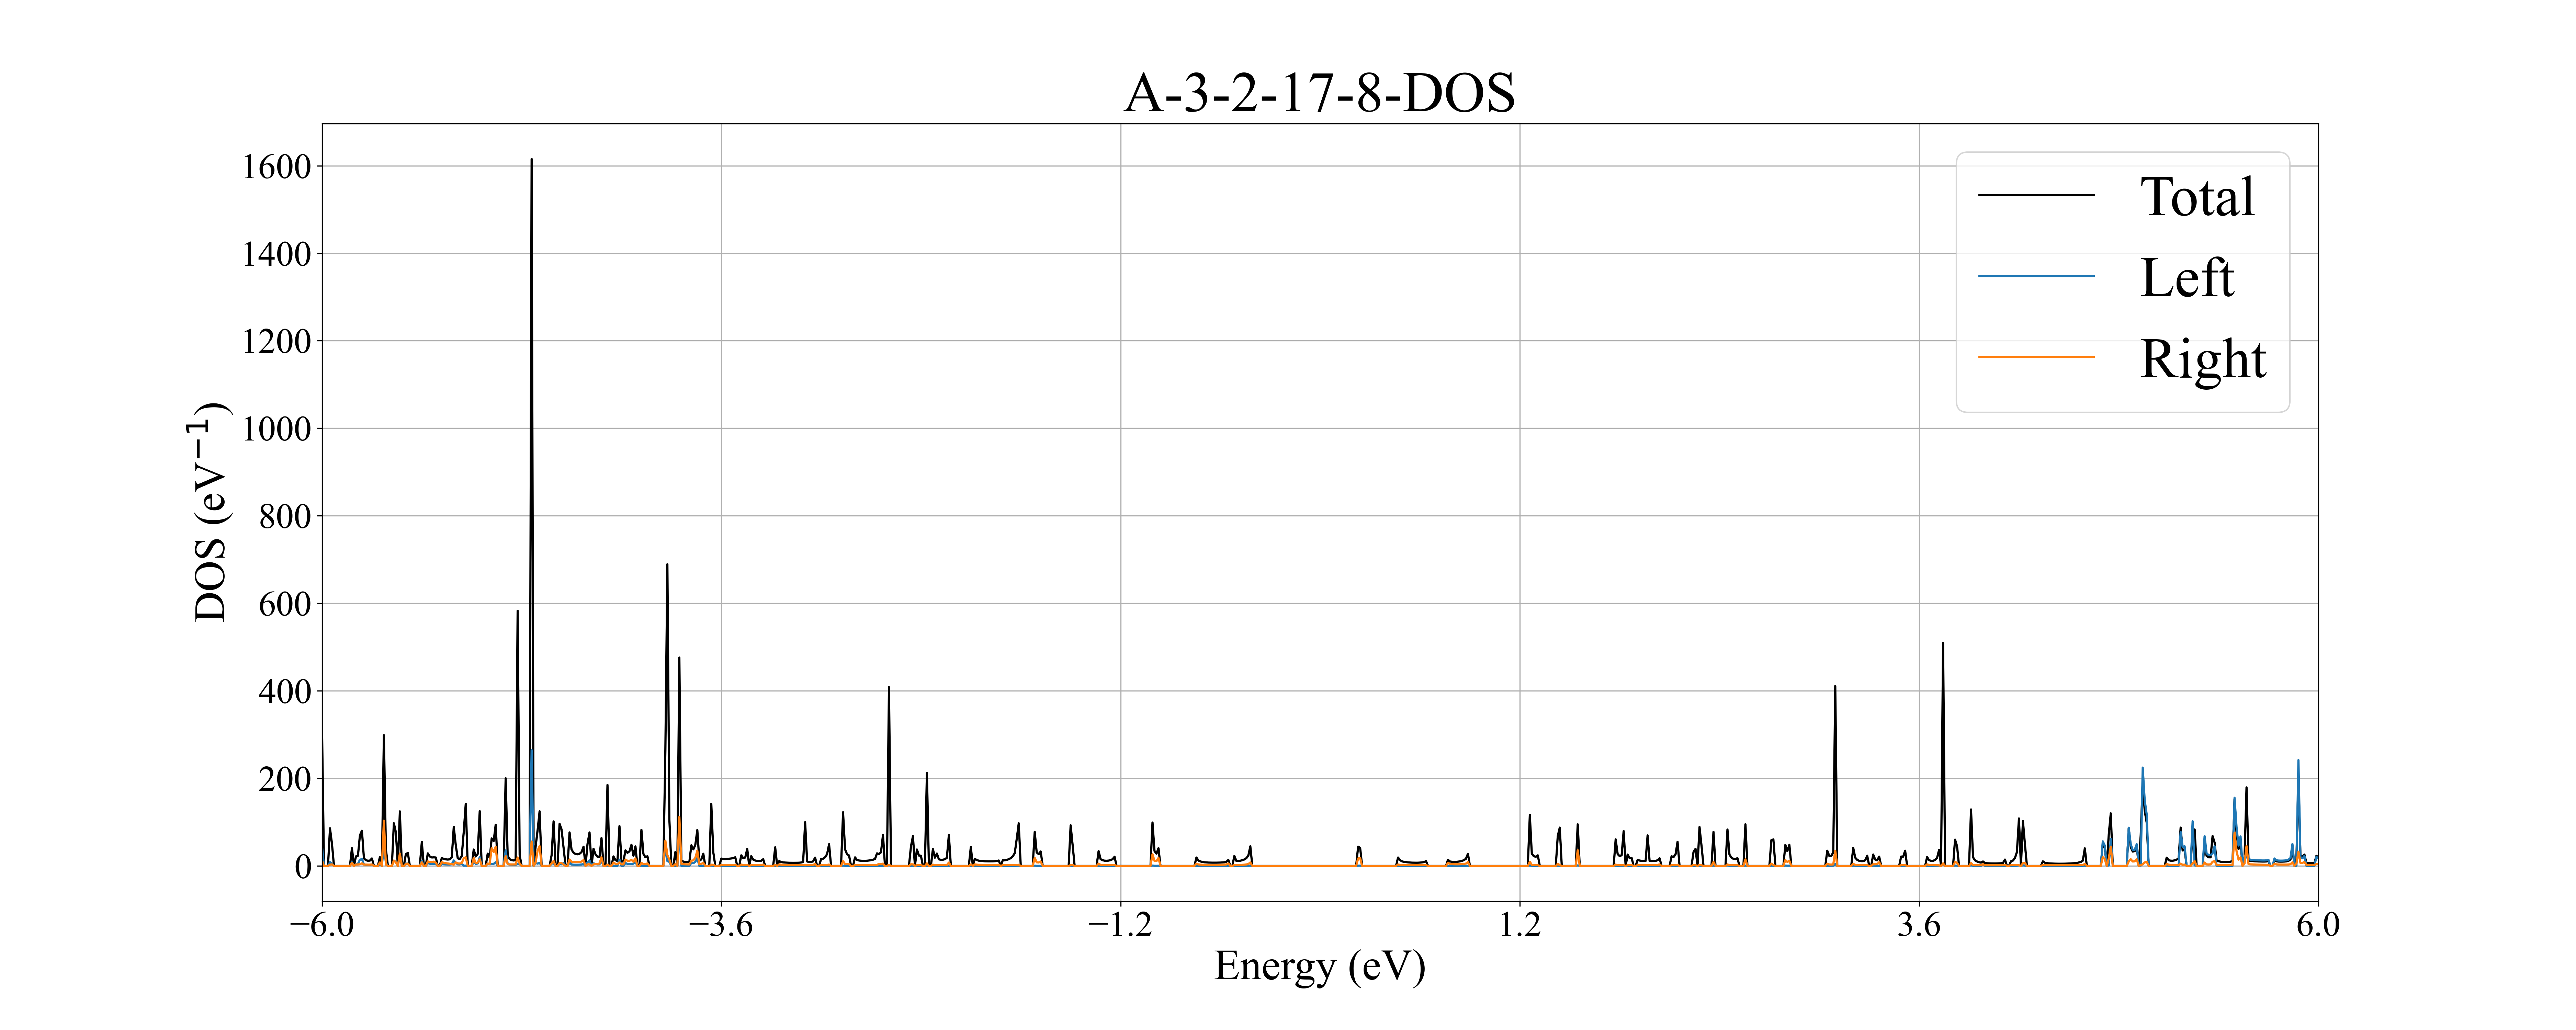 A-3-2-17-8-DOS
1600
1400
1200
1000
800
600
400
200
0
DOS (eV⁻¹)
Total
Left
Right
−6.0 −3.6 −1.2 1.2 3.6 6.0
Energy (eV)